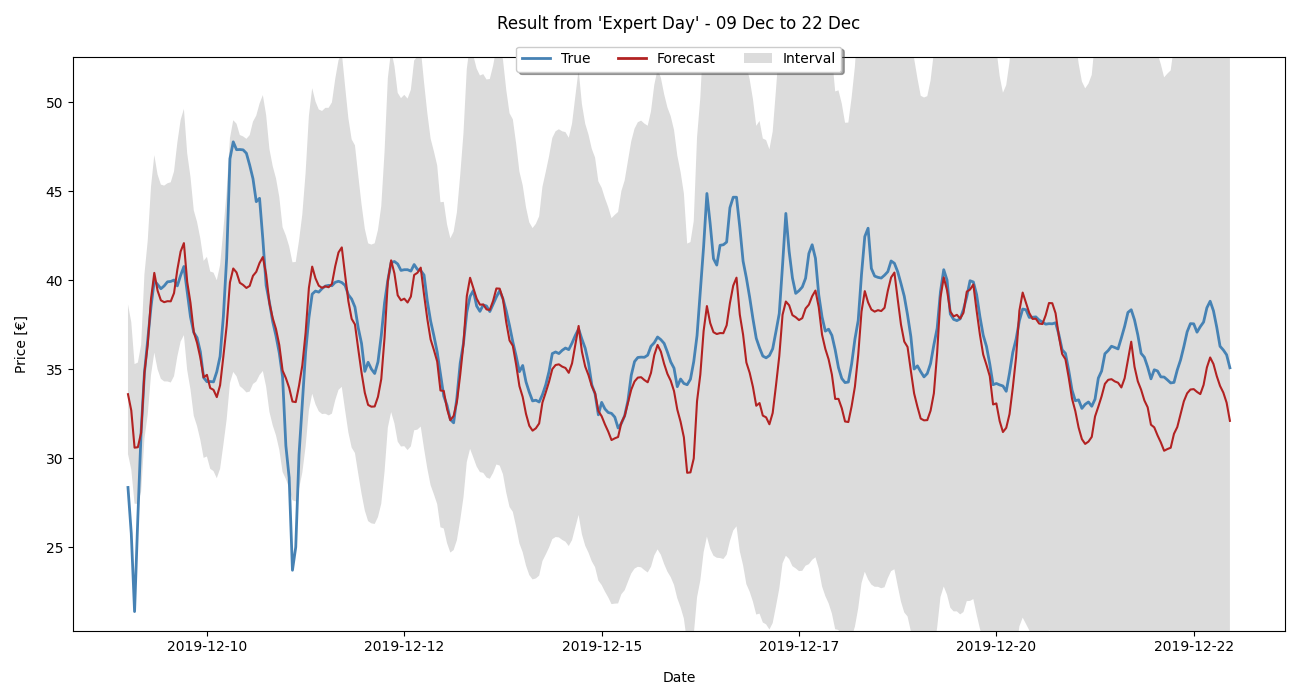 Result from 'Expert Day' - 09 Dec to 22 Dec
True Forecast Interval
Price [€]
50
45
40
35
30
25
2019-12-10 2019-12-12 2019-12-15 2019-12-17 2019-12-20 2019-12-22
Date